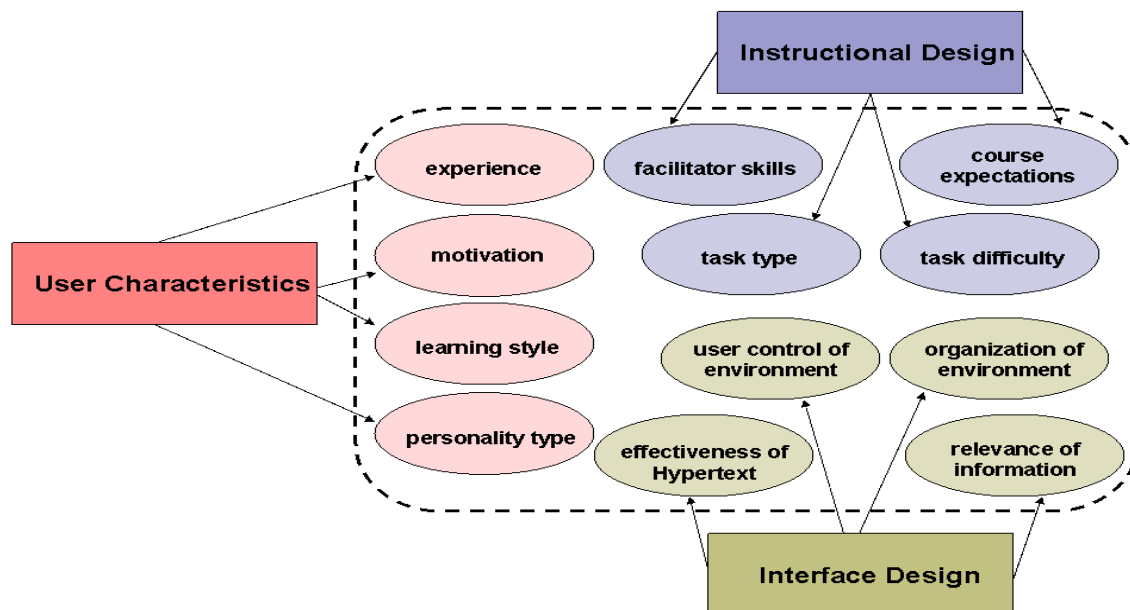 Instructional Design
experience
facilitator skills
course
expectations
motivation
task type
task difficulty
User Characteristics
learning style
user control of
environment
organization of
environment
personality type
effectiveness of
Hypertext
relevance of
information
Interface Design